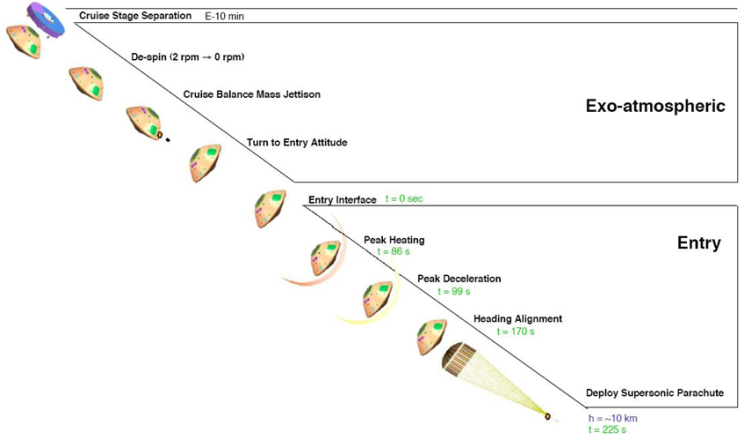 Cruise Stage Separation E-10 min
De-spin (2 rpm → 0 rpm)
Cruise Balance Mass Jettison
Exo-atmospheric
Turn to Entry Attitude
Entry Interface t = 0 sec
Peak Heating
t = 86 s
Entry
Peak Deceleration
t = 99 s
Heading Alignment
t = 170 s
Deploy Supersonic Parachute
h = ~10 km
t = 225 s